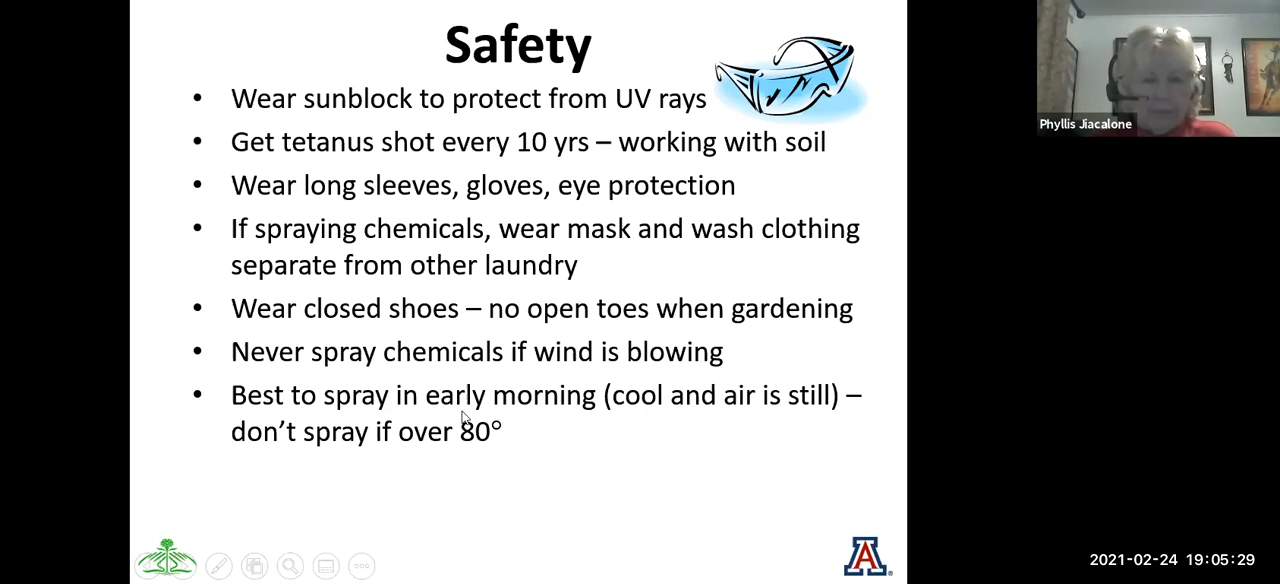 Safety
• Wear sunblock to protect from UV rays
• Get tetanus shot every 10 yrs – working with soil
• Wear long sleeves, gloves, eye protection
• If spraying chemicals, wear mask and wash clothing
separate from other laundry
• Wear closed shoes – no open toes when gardening
• Never spray chemicals if wind is blowing
• Best to spray in early morning (cool and air is still) –
don’t spray if over 80°
Phyllis Jiacalone
A
2021-02-24 19:05:29